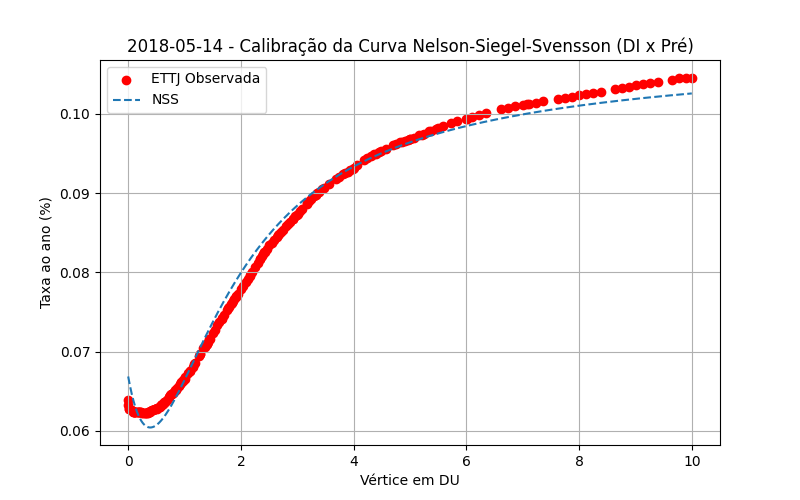 2018-05-14 - Calibração da Curva Nelson-Siegel-Svensson (DI x Pré)
ETTJ Observada
NSS
Taxa ao ano (%)
0.10
0.09
0.08
0.07
0.06
0 2 4 6 8 10
Vértice em DU